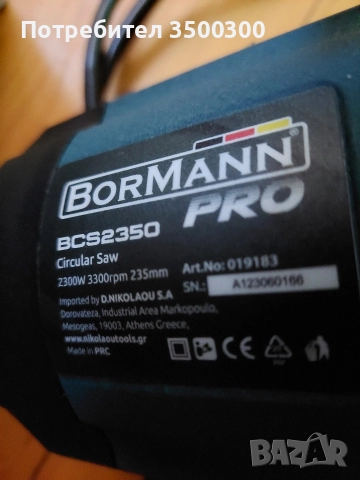 Потребител 3500300
BORMANN®
PRO
BCS2350
Circular Saw
2300W 3300rpm 235mm
Art.No: 019183
SN.: A123060166
Imported by D.NIKOLAOU S.A
Dorovateza, Industrial Area Markopoulo,
Mesogeas, 19003, Athens Greece,
www.nikolaoutools.gr
Made in PRC
CE
BAZAR